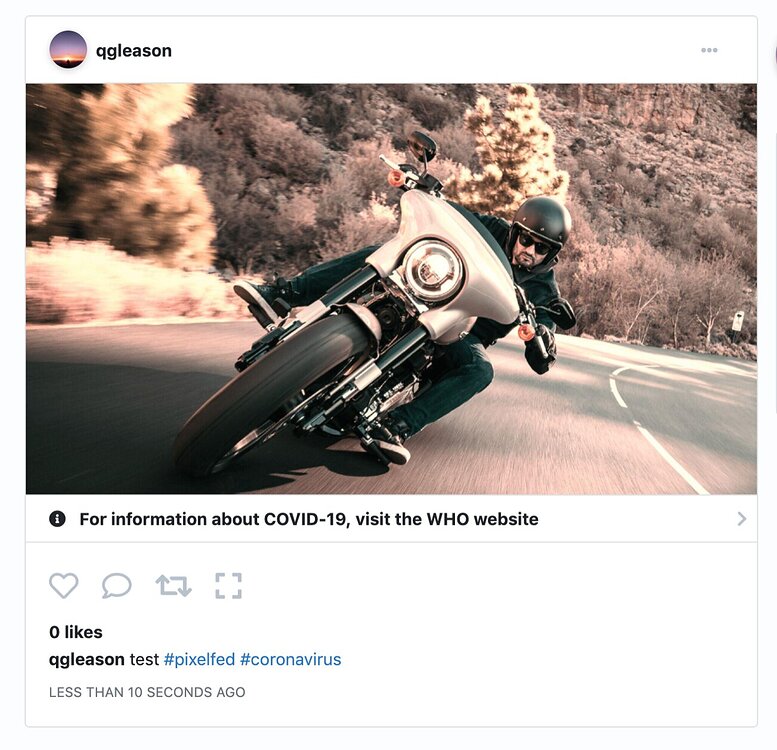 qgleason
For information about COVID-19, visit the WHO website
0 likes
qgleason test #pixelfed #coronavirus
LESS THAN 10 SECONDS AGO